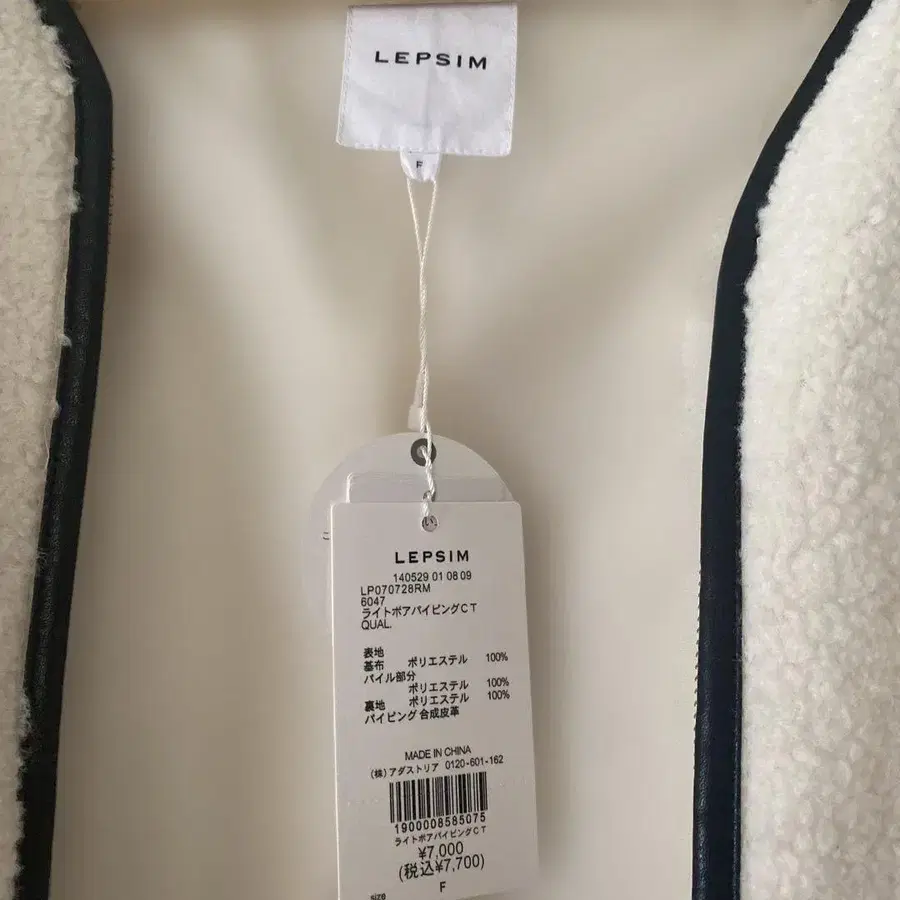 LEPSIM
F
LEPSIM
140529 01 08 09
LP070728RM
6047
ライトボアパイピングCT
QUAL.
表地
基布 ポリエステル 100%
パイル部分
ポリエステル 100%
裏地 ポリエステル 100%
パイピング 合成皮革
MADE IN CHINA
(株)アダストリア 0120-601-162
1900008585075
ライトボアパイピングCT
¥7,000
(税込¥7,700)
F
size